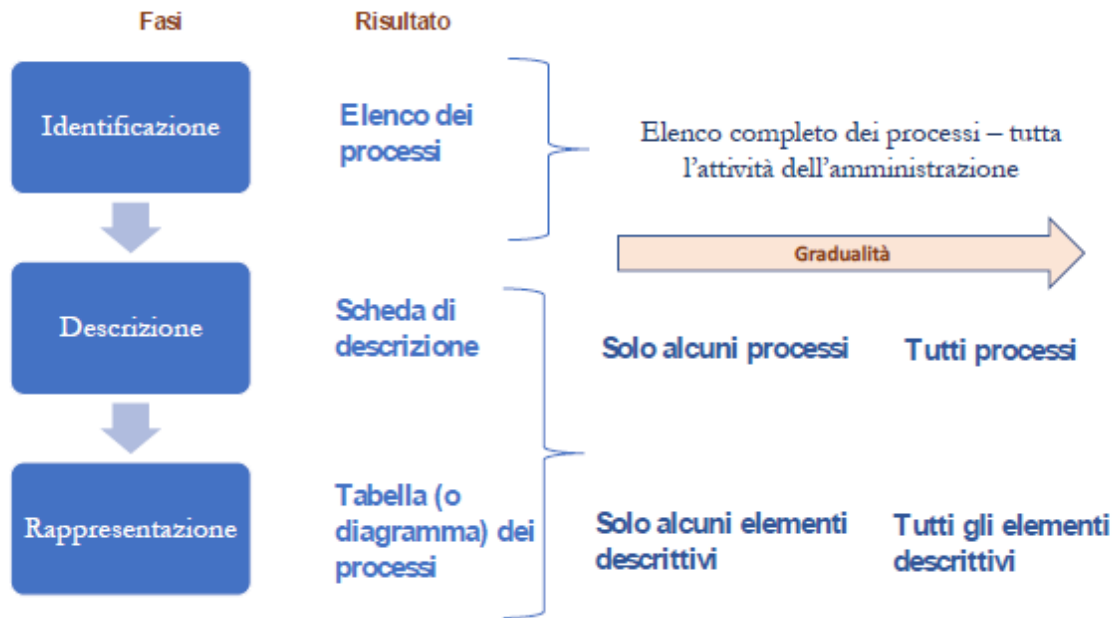 Fasi
Risultato
Identificazione
Elenco dei
processi
Elenco completo dei processi – tutta
l’attività dell’amministrazione
Gradualità
Descrizione
Scheda di
descrizione
Solo alcuni processi
Tutti processi
Rappresentazione
Tabella (o
diagramma) dei
processi
Solo alcuni elementi
descrittivi
Tutti gli elementi
descrittivi